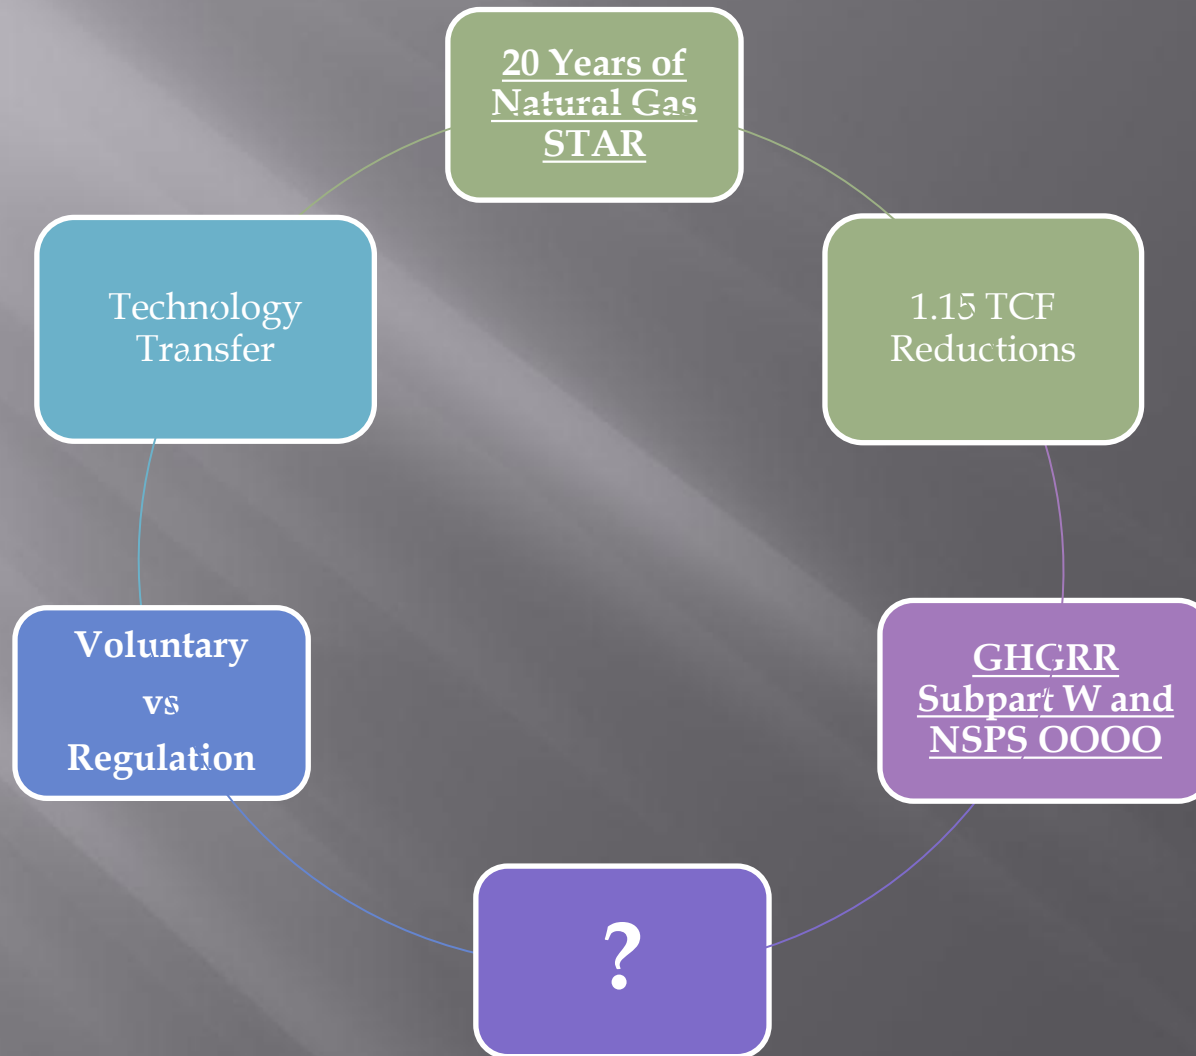 20 Years of
Natural Gas
STAR
Technology
Transfer
1.15 TCF
Reductions
Voluntary
vs
Regulation
GHGRR
Subpart W and
NSPS OOOO
?